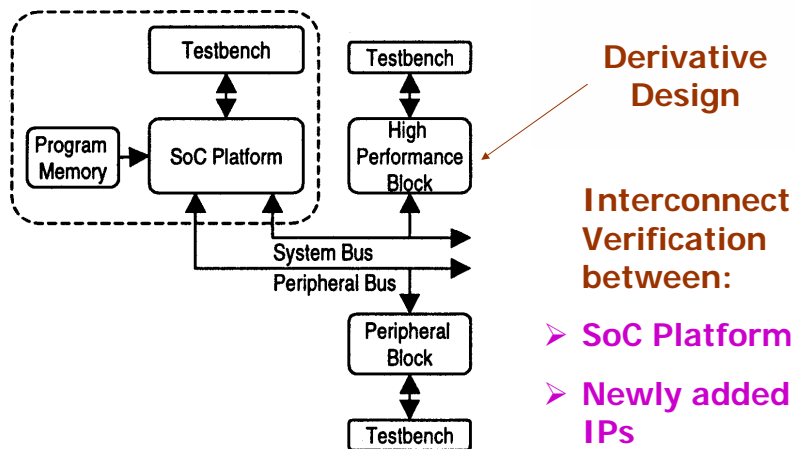 Testbench
Program
Memory
SoC Platform
Testbench
High
Performance
Block
System Bus
Peripheral Bus
Peripheral
Block
Testbench
Derivative
Design
Interconnect
Verification
between:
➢ SoC Platform
➢ Newly added
IPs